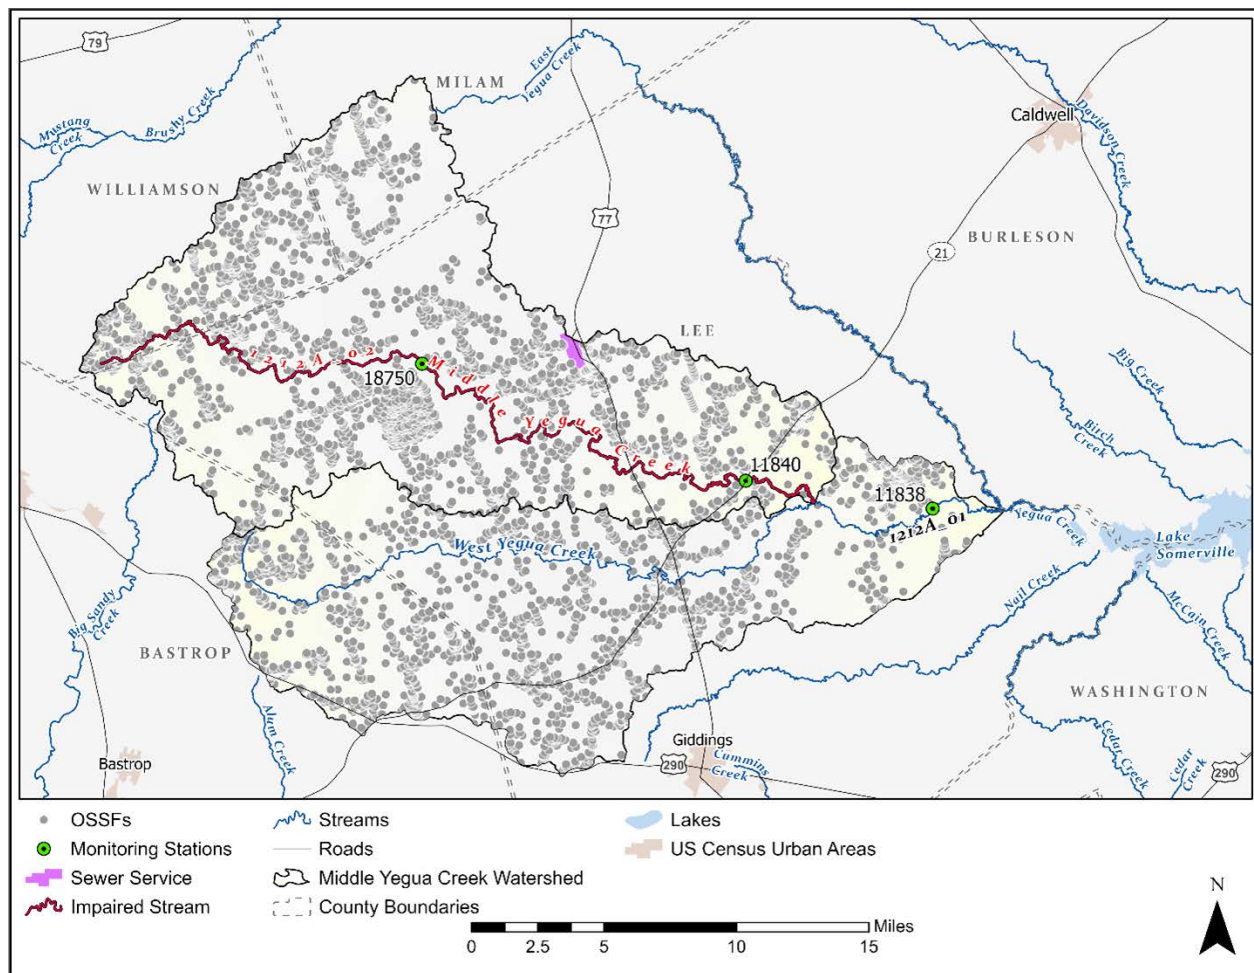 79
MILAM
East
Yegua Creek
Mustang
Creek
Brushy Creek
Caldwell
Davidson Creek
WILLIAMSON
77
BURLESON
21
LEE
1212A_02
Middle Yegua Creek
18750
Big Creek
Birch
Creek
11840
11838
1212A_01
Yegua Creek
Lake
Somerville
West Yegua Creek
Nail Creek
McCain Creek
Big Sandy
Creek
BASTROP
WASHINGTON
Alum Creek
Giddings
Bastrop
290
Cummins
Creek
Cedar
Creek
Cedar
Creek
290
OSSFs
Monitoring Stations
Sewer Service
Impaired Stream
Streams
Roads
Middle Yegua Creek Watershed
County Boundaries
Lakes
US Census Urban Areas
0 2.5 5 10 15 Miles
N